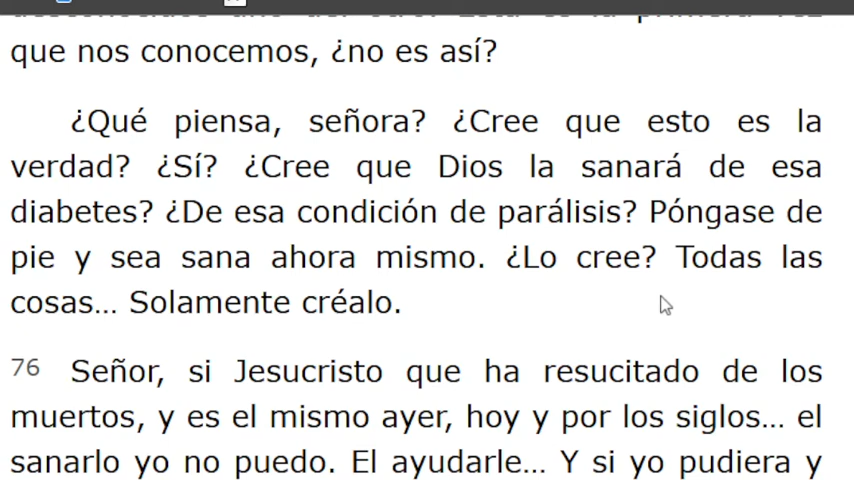 que nos conocemos, ¿no es así?
¿Qué piensa, señora? ¿Cree que esto es la
verdad? ¿Sí? ¿Cree que Dios la sanará de esa
diabetes? ¿De esa condición de parálisis? Póngase de
pie y sea sana ahora mismo. ¿Lo cree? Todas las
cosas… Solamente créalo.
76 Señor, si Jesucristo que ha resucitado de los
muertos, y es el mismo ayer, hoy y por los siglos… el
sanarlo yo no puedo. El ayudarle… Y si yo pudiera y